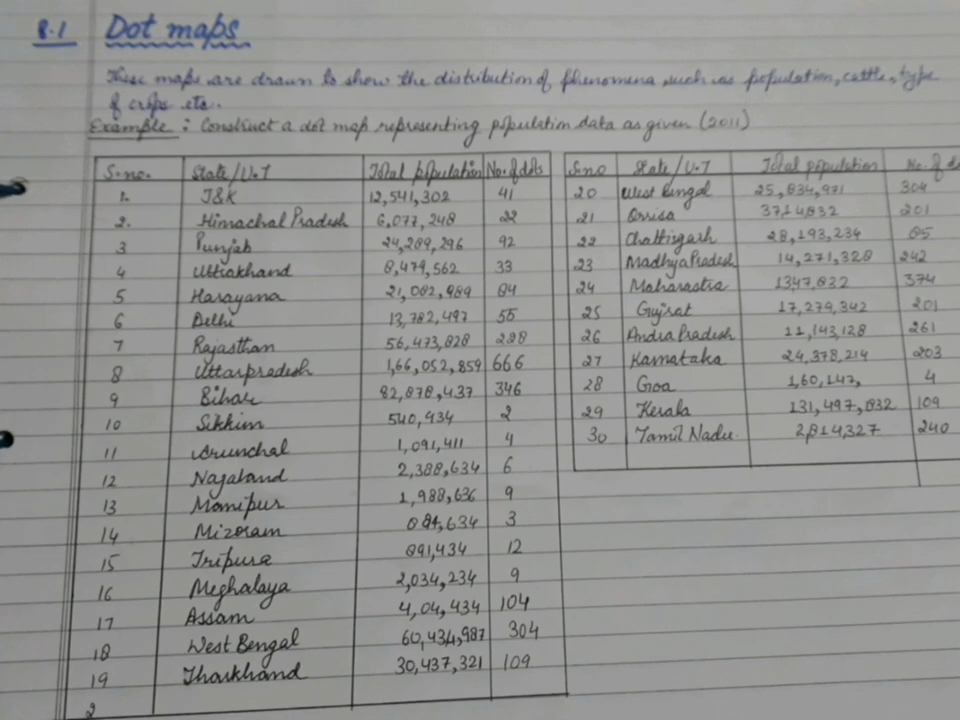 8.1 Dot maps
These maps are drawn to show the distribution of phenomena such as population, cattle, type
of crops etc.
Example : Construct a dot map representing population data as given (2011)
S.no. State/U.T Total population No. of dots
1. J&K 12,541,302 41
2. Himachal Pradesh 6,077,248 22
3 Punjab 24,289,296 92
4 Uttrakhand 8,479,562 33
5 Harayana 21,082,989 84
6 Delhi 13,782,497 55
7 Rajasthan 56,473,828 228
8 Uttarpradesh 1,66,052,859 666
9 Bihar 82,878,437 346
10 Sikkim 540,434 2
11 Arunchal 1,091,411 4
12 Nagaland 2,388,634 6
13 Manipur 1,988,636 9
14 Mizoram 634 3
15 Tripura 891,434 12
16 Meghalaya 2,034,234 9
17 Assam 4,04,434 104
18 West Bengal 60,434,987 304
19 Jharkhand 30,437,321 109
2
S.no State/U.T Total population No. of
20 West Bengal 25,834,971 304
21 Orrisa 3714832 201
22 Chattisgarh 28,193,234 85
23 Madhya Pradesh 14,271,328 242
24 Maharastra 1347,832 374
25 Gujrat 17,279,342 201
26 Andra Pradesh 11,143,128 261
27 Karnataka 24,378,214 203
28 Goa 1,60,147, 4
29 Kerala 131,497,832 109
30 Tamil Nadu. 2,814,327 240